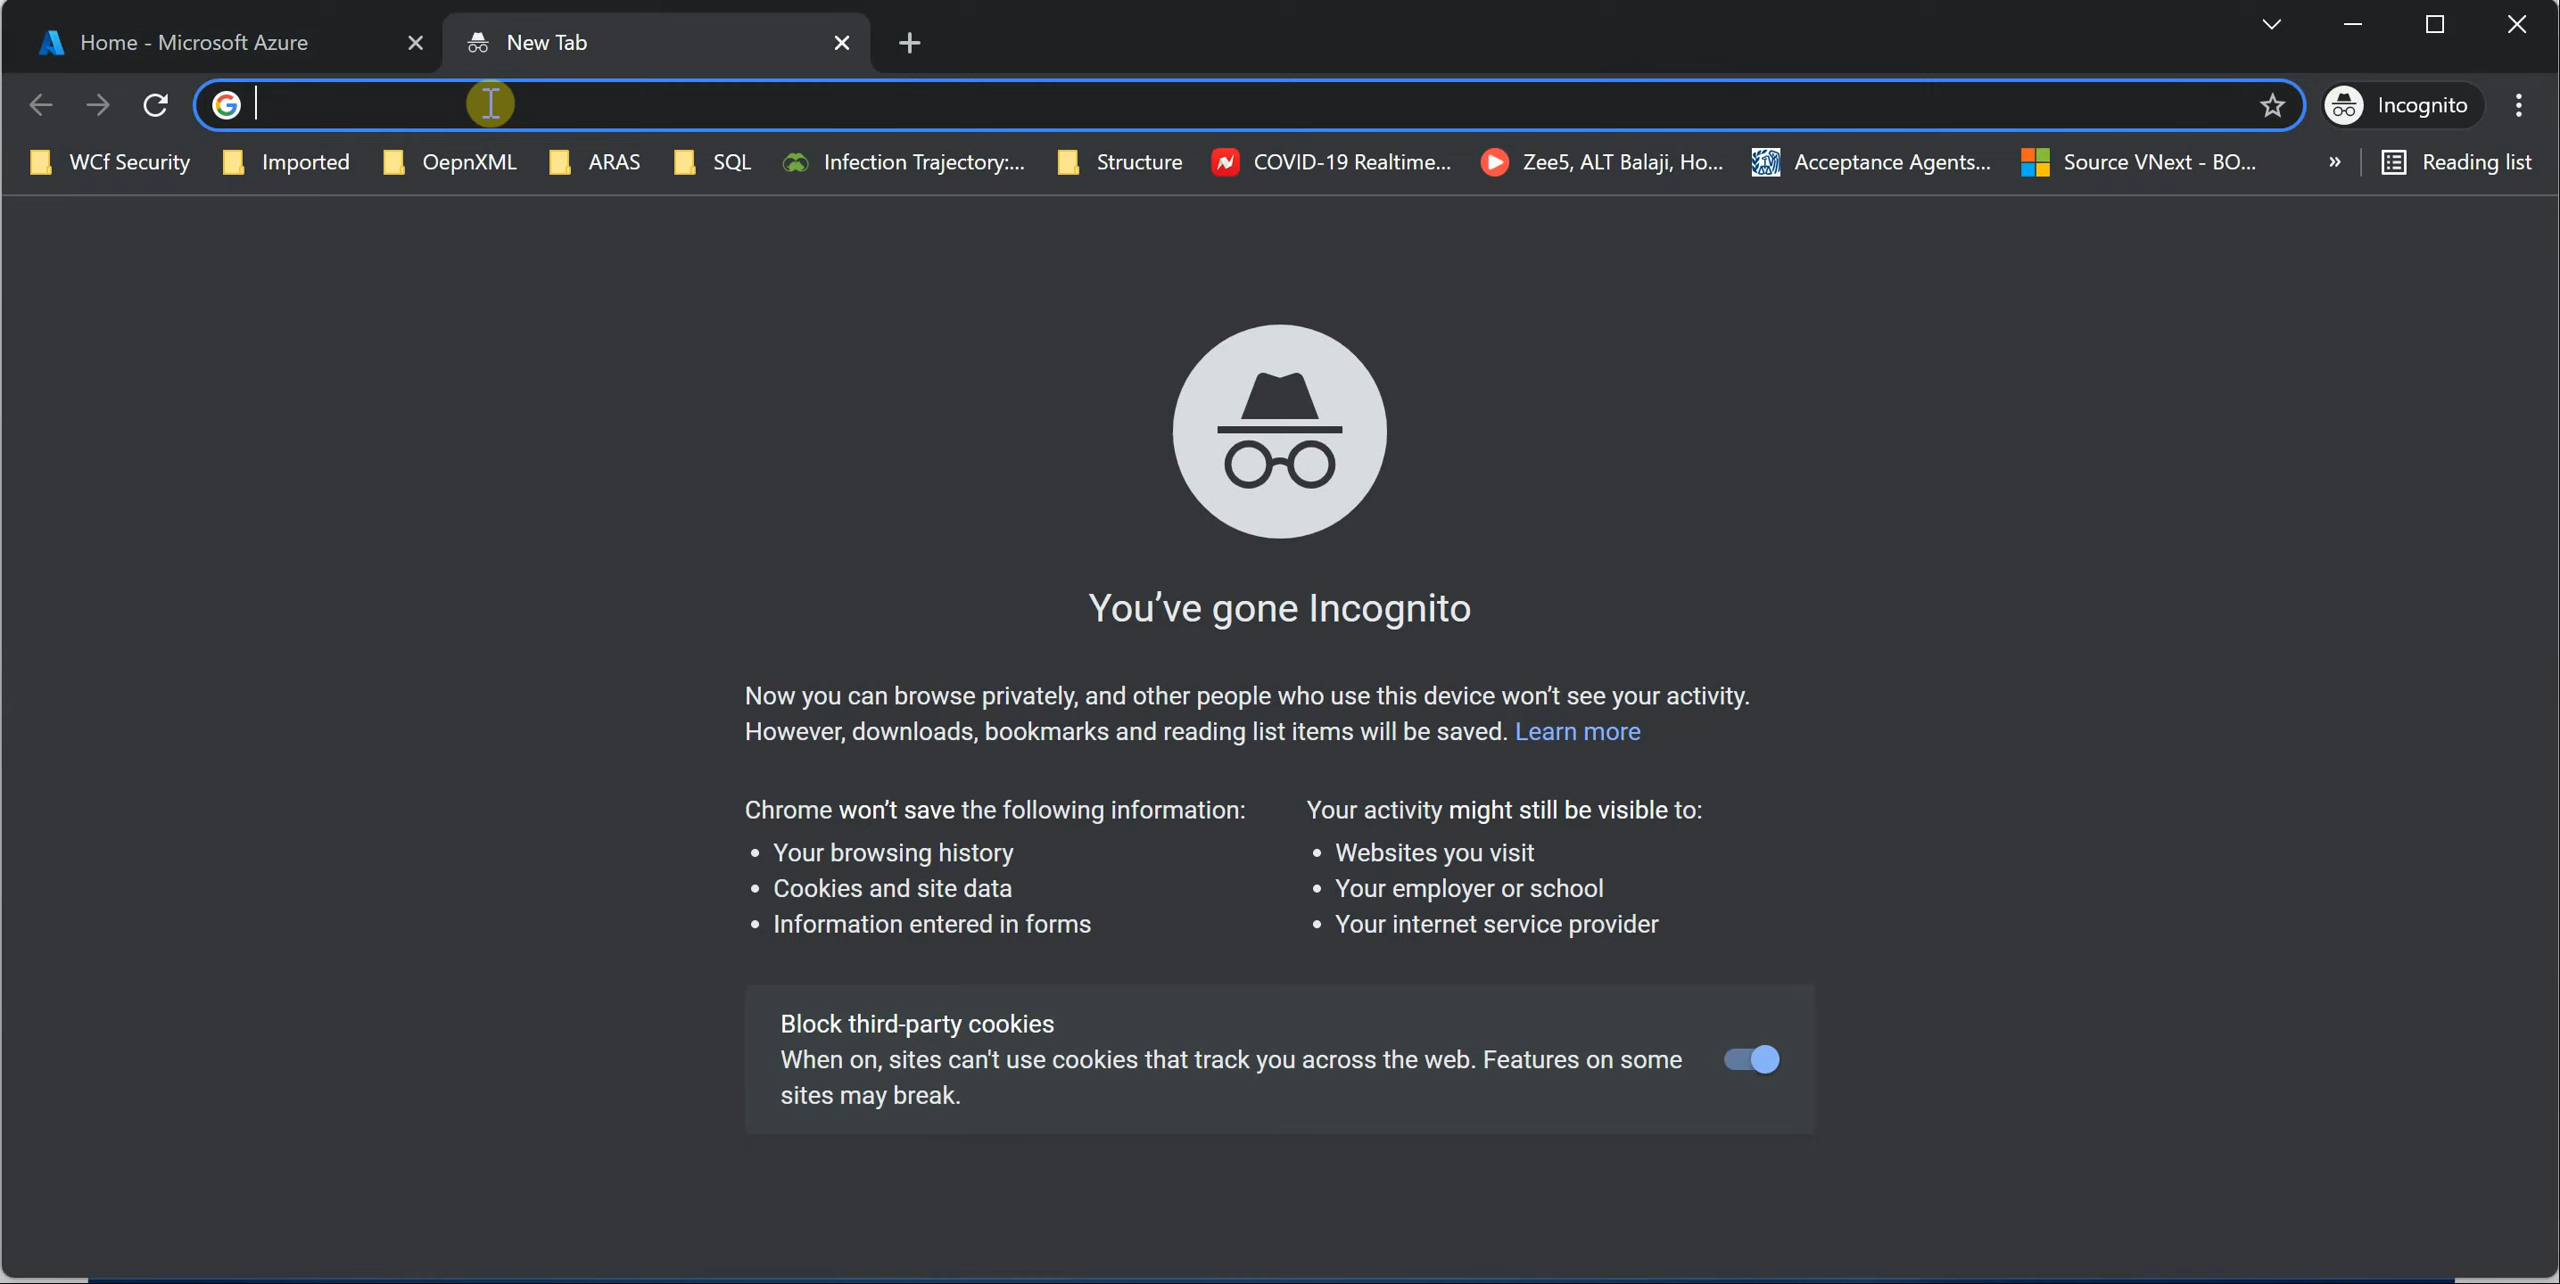 Home - Microsoft Azure
New Tab
Incognito
WCf Security
Imported
OepnXML
ARAS
SQL
Infection Trajectory:...
Structure
COVID-19 Realtime...
Zee5, ALT Balaji, Ho...
Acceptance Agents...
Source VNext - BO...
»
Reading list
You've gone Incognito
Now you can browse privately, and other people who use this device won't see your activity.
However, downloads, bookmarks and reading list items will be saved. Learn more
Chrome won't save the following information:
• Your browsing history
• Cookies and site data
• Information entered in forms
Your activity might still be visible to:
• Websites you visit
• Your employer or school
• Your internet service provider
Block third-party cookies
When on, sites can't use cookies that track you across the web. Features on some
sites may break.